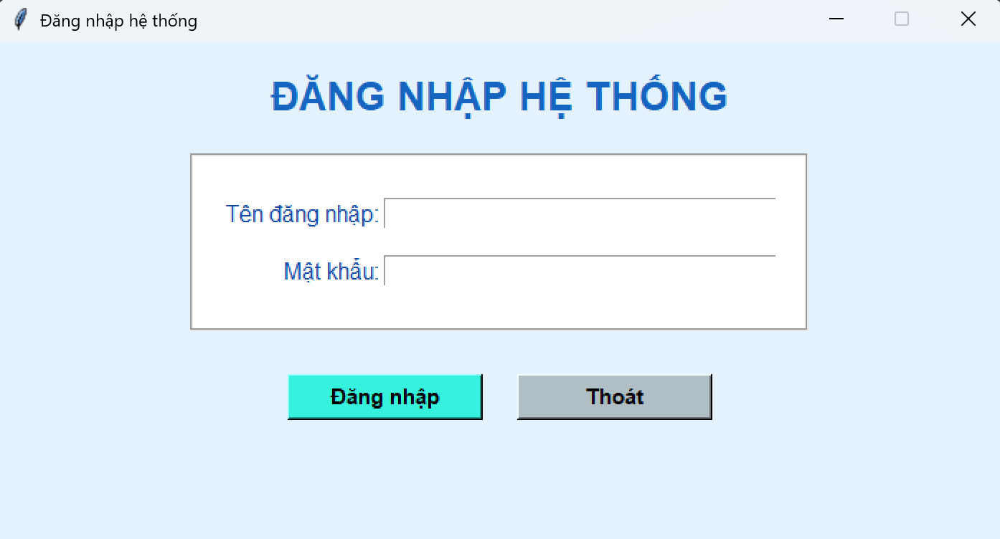 Đăng nhập hệ thống
ĐĂNG NHẬP HỆ THỐNG
Tên đăng nhập:
Mật khẩu:
Đăng nhập Thoát